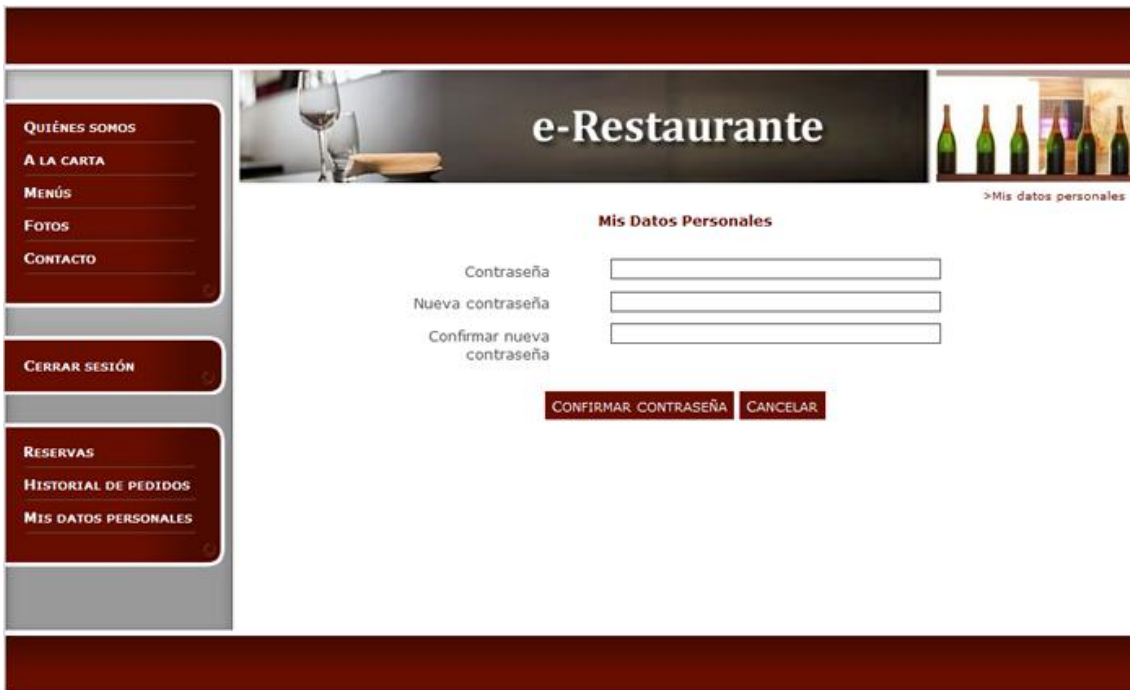 QUIÉNES SOMOS
A LA CARTA
MENÚS
FOTOS
CONTACTO
CERRAR SESIÓN
RESERVAS
HISTORIAL DE PEDIDOS
MIS DATOS PERSONALES
e-Restaurante
>Mis datos personales
Mis Datos Personales
Contraseña
Nueva contraseña
Confirmar nueva
contraseña
CONFIRMAR CONTRASEÑA CANCELAR